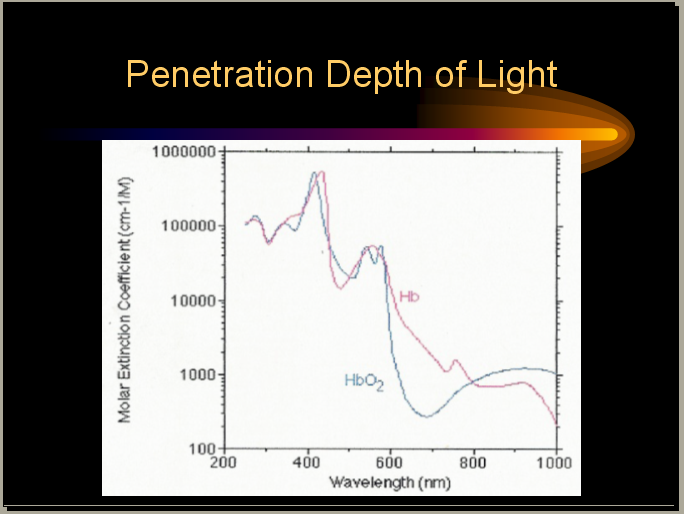 Penetration Depth of Light
1000000
100000
10000
1000
100
Molar Extinction Coefficient(cm-1/M)
Hb
HbO2
200 400 600 800 1000
Wavelength (nm)